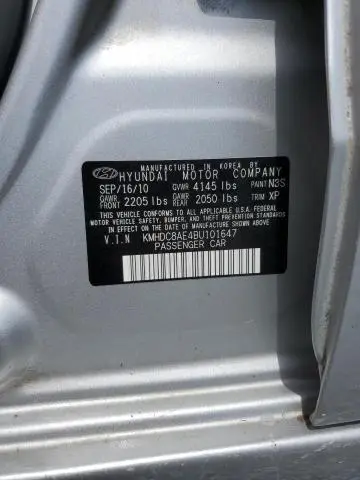 MANUFACTURED IN KOREA BY
HYUNDAI MOTOR COMPANY
SEP/16/10 GVWR 4145 lbs PAINT N3S
GAWR FRONT 2205 lbs GAWR REAR 2050 lbs TRIM XP
THIS VEHICLE CONFORMS TO ALL APPLICABLE U.S FEDERAL
MOTOR VEHICLE SAFETY, BUMPER, AND THEFT PREVENTION STANDARDS
IN EFFECT ON THE DATE OF MANUFACTURE SHOWN ABOVE
V.I.N KMHDC8AE4BU101647
PASSENGER CAR